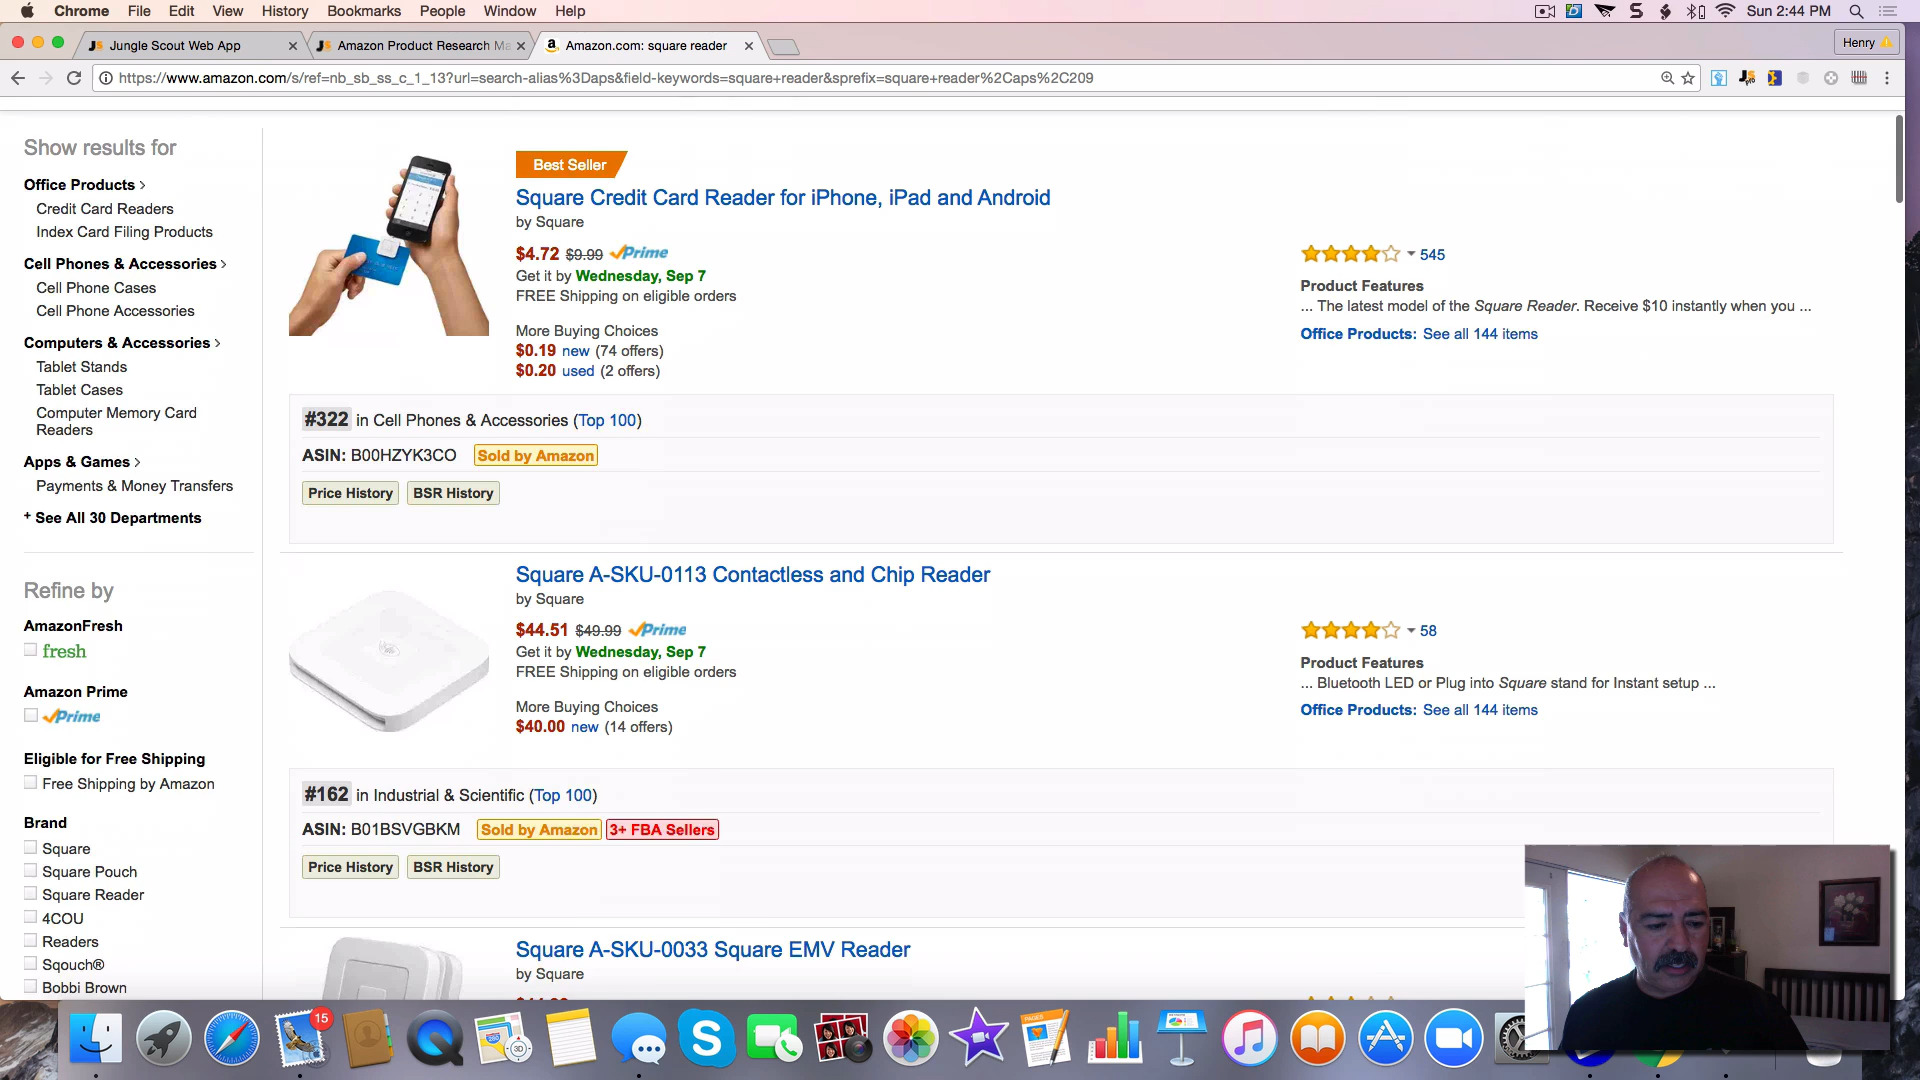 Chrome File Edit View History Bookmarks People Window Help
Sun 2:44 PM
Jungle Scout Web App
Amazon Product Research Ma
Amazon.com: square reader
Henry
https://www.amazon.com/s/ref=nb_sb_ss_c_1_13?url=search-alias%3Daps&field-keywords=square+reader&sprefix=square+reader%2Caps%2C209
Show results for
Office Products
Credit Card Readers
Index Card Filing Products
Cell Phones & Accessories
Cell Phone Cases
Cell Phone Accessories
Computers & Accessories
Tablet Stands
Tablet Cases
Computer Memory Card
Readers
Apps & Games
Payments & Money Transfers
+ See All 30 Departments
Refine by
AmazonFresh
fresh
Amazon Prime
Prime
Eligible for Free Shipping
Free Shipping by Amazon
Brand
Square
Square Pouch
Square Reader
4COU
Readers
Sqouch®
Bobbi Brown
Best Seller
Square Credit Card Reader for iPhone, iPad and Android
by Square
$4.72 $9.99 Prime
Get it by Wednesday, Sep 7
FREE Shipping on eligible orders
More Buying Choices
$0.19 new (74 offers)
$0.20 used (2 offers)
545
Product Features
... The latest model of the Square Reader. Receive $10 instantly when you ...
Office Products: See all 144 items
#322 in Cell Phones & Accessories (Top 100)
ASIN: B00HZYK3CO Sold by Amazon
Price History BSR History
Square A-SKU-0113 Contactless and Chip Reader
by Square
$44.51 $49.99 Prime
Get it by Wednesday, Sep 7
FREE Shipping on eligible orders
More Buying Choices
$40.00 new (14 offers)
58
Product Features
... Bluetooth LED or Plug into Square stand for Instant setup ...
Office Products: See all 144 items
#162 in Industrial & Scientific (Top 100)
ASIN: B01BSVGBKM Sold by Amazon 3+ FBA Sellers
Price History BSR History
Square A-SKU-0033 Square EMV Reader
by Square
15